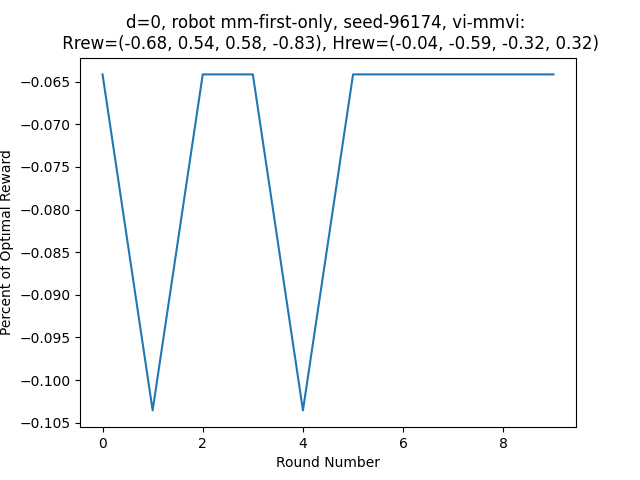 d=0, robot mm-first-only, seed-96174, vi-mmvi:
Rrew=(-0.68, 0.54, 0.58, -0.83), Hrew=(-0.04, -0.59, -0.32, 0.32)
−0.065
−0.070
−0.075
−0.080
−0.085
−0.090
−0.095
−0.100
−0.105
Percent of Optimal Reward
0 2 4 6 8
Round Number